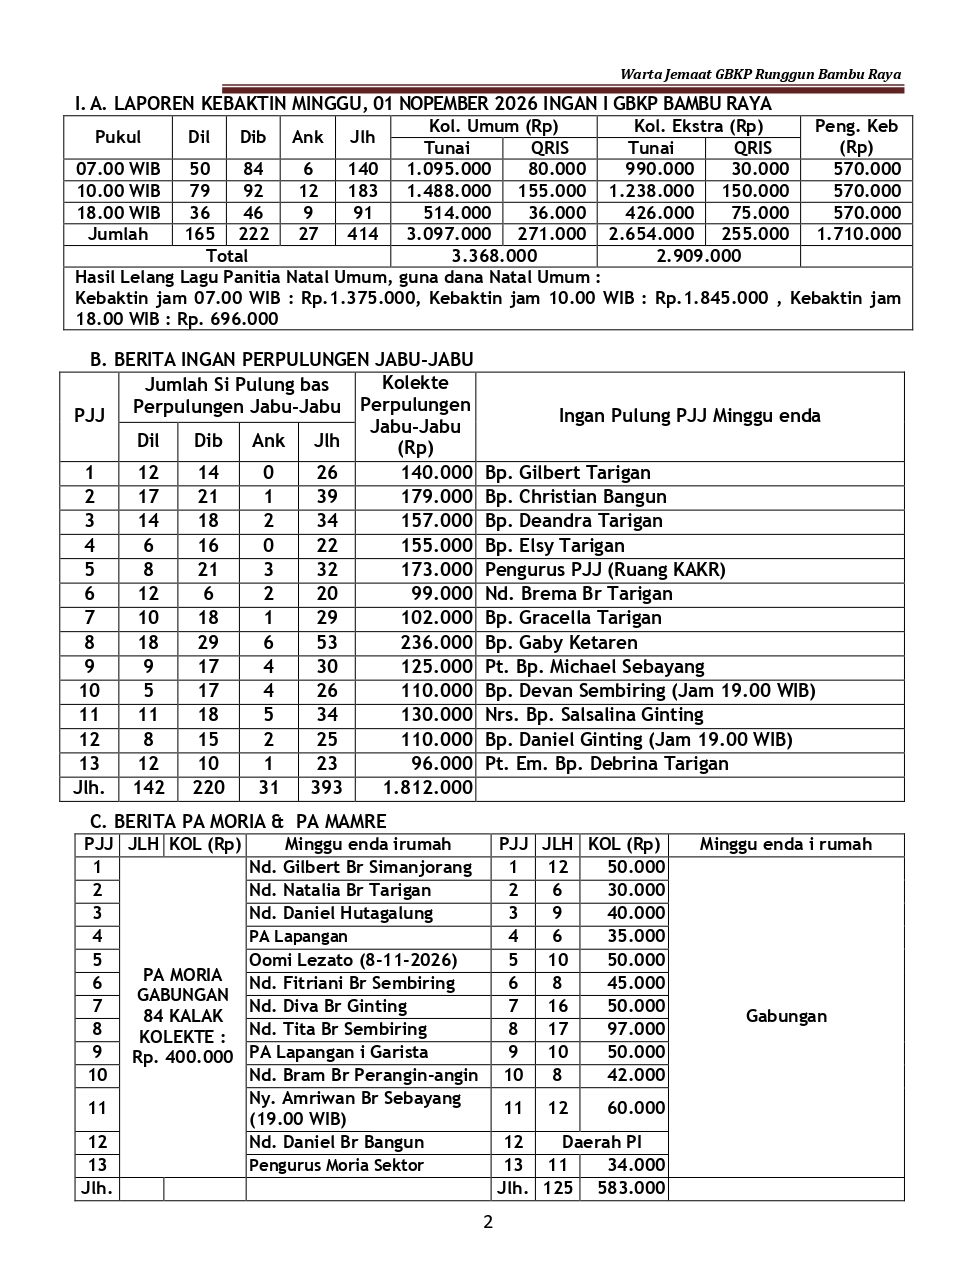 Warta Jemaat GBKP Runggun Bambu Raya
I. A. LAPOREN KEBAKTIN MINGGU, 01 NOPEMBER 2026 INGAN I GBKP BAMBU RAYA
Pukul Dil Dib Ank Jlh Kol. Umum (Rp) Kol. Ekstra (Rp) Peng. Keb (Rp)
Tunai QRIS Tunai QRIS
07.00 WIB 50 84 6 140 1.095.000 80.000 990.000 30.000 570.000
10.00 WIB 79 92 12 183 1.488.000 155.000 1.238.000 150.000 570.000
18.00 WIB 36 46 9 91 514.000 36.000 426.000 75.000 570.000
Jumlah 165 222 27 414 3.097.000 271.000 2.654.000 255.000 1.710.000
Total 3.368.000 2.909.000
Hasil Lelang Lagu Panitia Natal Umum, guna dana Natal Umum :
Kebaktin jam 07.00 WIB : Rp.1.375.000, Kebaktin jam 10.00 WIB : Rp.1.845.000 , Kebaktin jam
18.00 WIB : Rp. 696.000
B. BERITA INGAN PERPULUNGEN JABU-JABU
PJJ Jumlah Si Pulung bas Perpulungen Jabu-Jabu Kolekte Perpulungen Jabu-Jabu (Rp) Ingan Pulung PJJ Minggu enda
Dil Dib Ank Jlh
1 12 14 0 26 140.000 Bp. Gilbert Tarigan
2 17 21 1 39 179.000 Bp. Christian Bangun
3 14 18 2 34 157.000 Bp. Deandra Tarigan
4 6 16 0 22 155.000 Bp. Elsy Tarigan
5 8 21 3 32 173.000 Pengurus PJJ (Ruang KAKR)
6 12 6 2 20 99.000 Nd. Brema Br Tarigan
7 10 18 1 29 102.000 Bp. Gracella Tarigan
8 18 29 6 53 236.000 Bp. Gaby Ketaren
9 9 17 4 30 125.000 Pt. Bp. Michael Sebayang
10 5 17 4 26 110.000 Bp. Devan Sembiring (Jam 19.00 WIB)
11 11 18 5 34 130.000 Nrs. Bp. Salsalina Ginting
12 8 15 2 25 110.000 Bp. Daniel Ginting (Jam 19.00 WIB)
13 12 10 1 23 96.000 Pt. Em. Bp. Debrina Tarigan
Jlh. 142 220 31 393 1.812.000
C. BERITA PA MORIA & PA MAMRE
PJJ JLH KOL (Rp) Minggu enda irumah PJJ JLH KOL (Rp) Minggu enda i rumah
PA MORIA
GABUNGAN
84 KALAK
KOLEKTE :
Rp. 400.000
1 Nd. Gilbert Br Simanjorang 1 12 50.000
2 Nd. Natalia Br Tarigan 2 6 30.000
3 Nd. Daniel Hutagalung 3 9 40.000
4 PA Lapangan 4 6 35.000
5 Oomi Lezato (8-11-2026) 5 10 50.000
6 Nd. Fitriani Br Sembiring 6 8 45.000
7 Nd. Diva Br Ginting 7 16 50.000
8 Nd. Tita Br Sembiring 8 17 97.000
9 PA Lapangan i Garista 9 10 50.000
10 Nd. Bram Br Perangin-angin 10 8 42.000
11 Ny. Amriwan Br Sebayang (19.00 WIB) 11 12 60.000
12 Nd. Daniel Br Bangun 12 Daerah PI
13 Pengurus Moria Sektor 13 11 34.000
Gabungan
Jlh. Jlh. 125 583.000
2